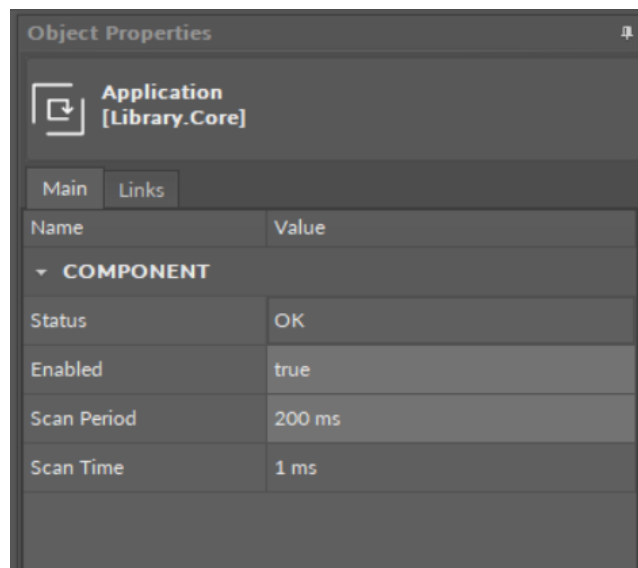 Object Properties
Application
[Library.Core]
Main Links
Name Value
COMPONENT
Status OK
Enabled true
Scan Period 200 ms
Scan Time 1 ms